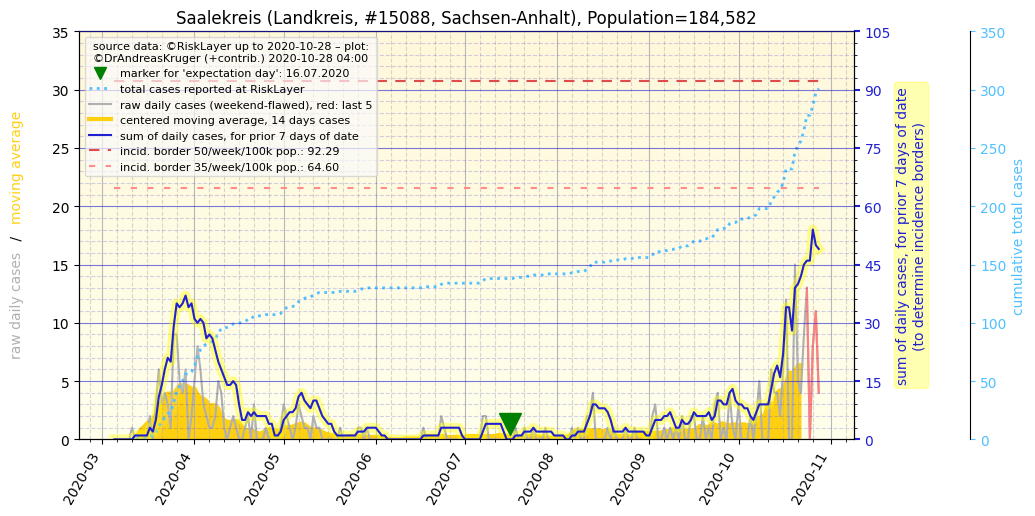 Saalekreis (Landkreis, #15088, Sachsen-Anhalt), Population=184,582
source data: ©RiskLayer up to 2020-10-28 – plot:
©DrAndreasKruger (+contrib.) 2020-10-28 04:00
marker for 'expectation day': 16.07.2020
total cases reported at RiskLayer
raw daily cases (weekend-flawed), red: last 5
centered moving average, 14 days cases
sum of daily cases, for prior 7 days of date
incid. border 50/week/100k pop.: 92.29
incid. border 35/week/100k pop.: 64.60
raw daily cases / moving average
35
30
25
20
15
10
5
0
2020-03
2020-04
2020-05
2020-06
2020-07
2020-08
2020-09
2020-10
2020-11
105
90
75
60
45
30
15
0
sum of daily cases, for prior 7 days of date
(to determine incidence borders)
350
300
250
200
150
100
50
0
cumulative total cases